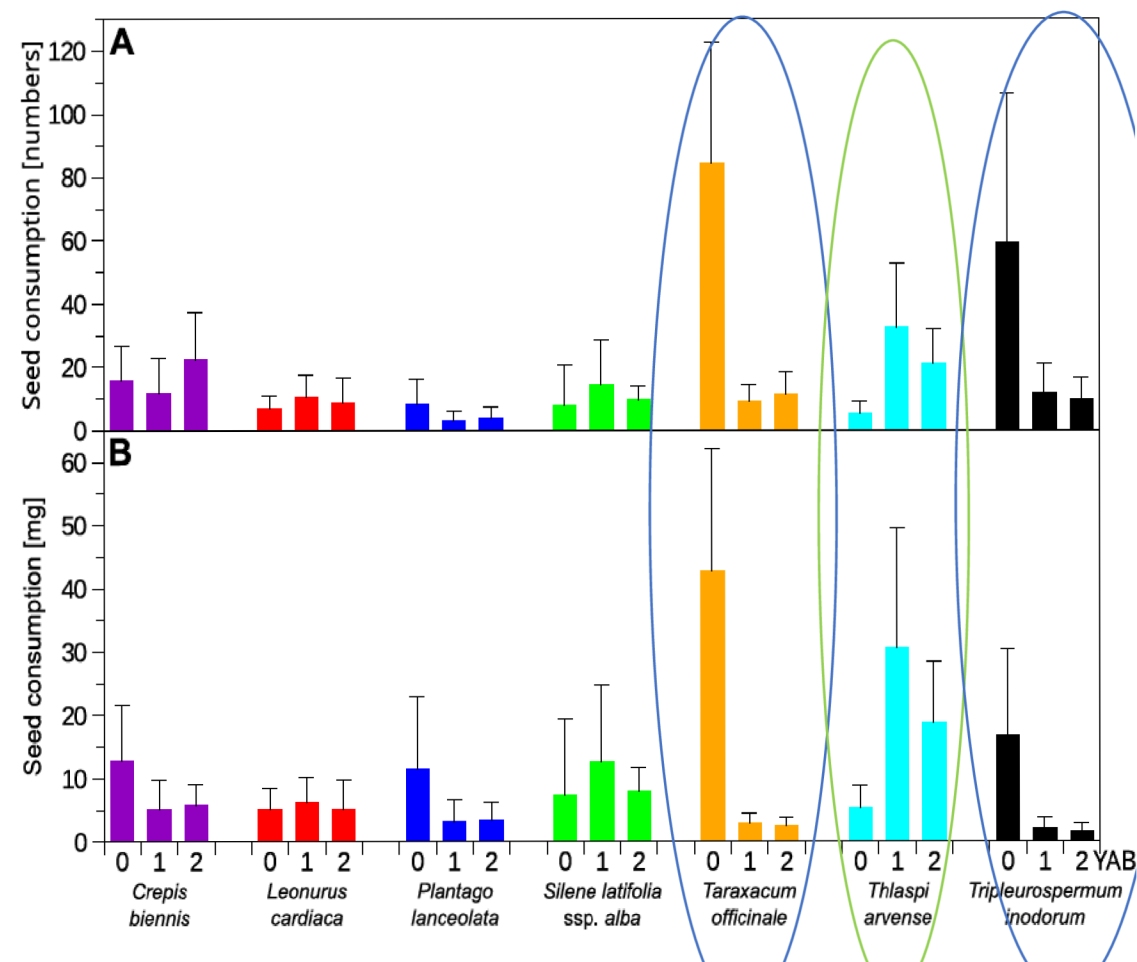 A
Seed consumption [numbers]
120
100
80
60
40
20
0
B
Seed consumption [mg]
60
50
40
30
20
10
0
0 1 2 0 1 2 0 1 2 0 1 2 0 1 2 0 1 2 0 1 2 YAB
Crepis biennis
Leonurus cardiaca
Plantago lanceolata
Silene latifolia ssp. alba
Taraxacum officinale
Thlaspi arvense
Tripleurospermum inodorum